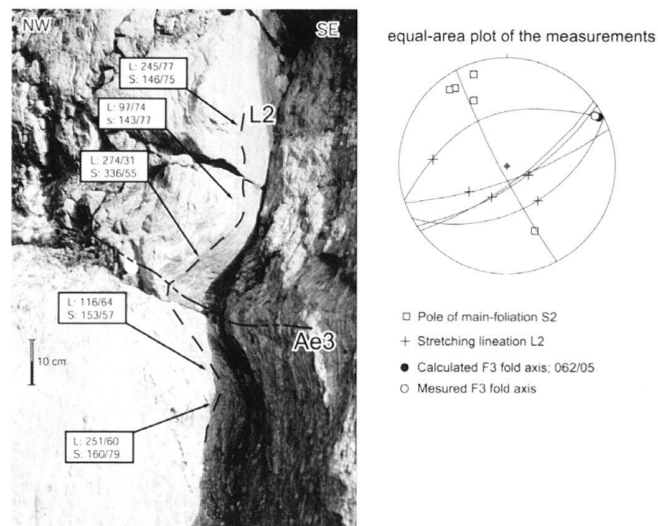 NW
SE
L: 245/77
S: 146/75
L2
L: 97/74
s: 143/77
L: 274/31
S: 336/55
L: 116/64
S: 153/57
Ae3
10 cm
L: 251/60
S: 160/79
equal-area plot of the measurements
Pole of main-foliation S2
Stretching lineation L2
Calculated F3 fold axis; 062/05
Mesured F3 fold axis